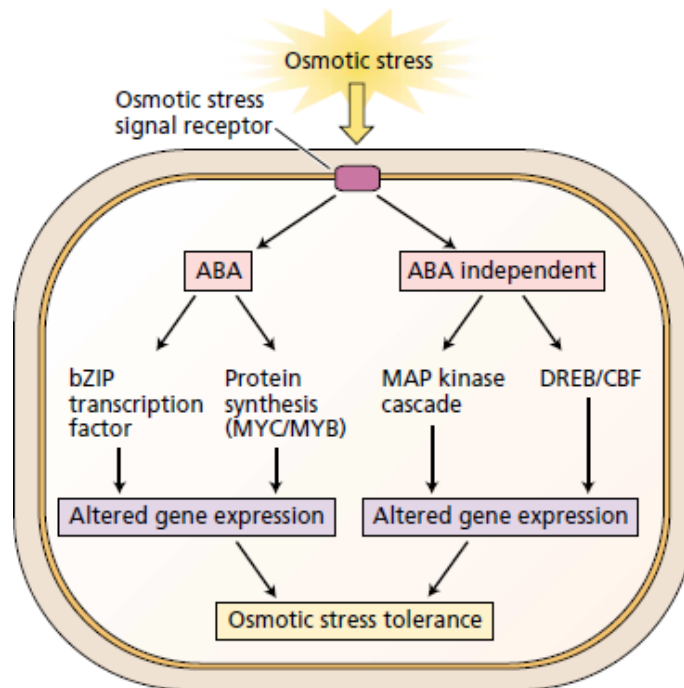 Osmotic stress
Osmotic stress
signal receptor
ABA
ABA independent
bZIP
transcription
factor
Protein
synthesis
(MYC/MYB)
MAP kinase
cascade
DREB/CBF
Altered gene expression
Altered gene expression
Osmotic stress tolerance